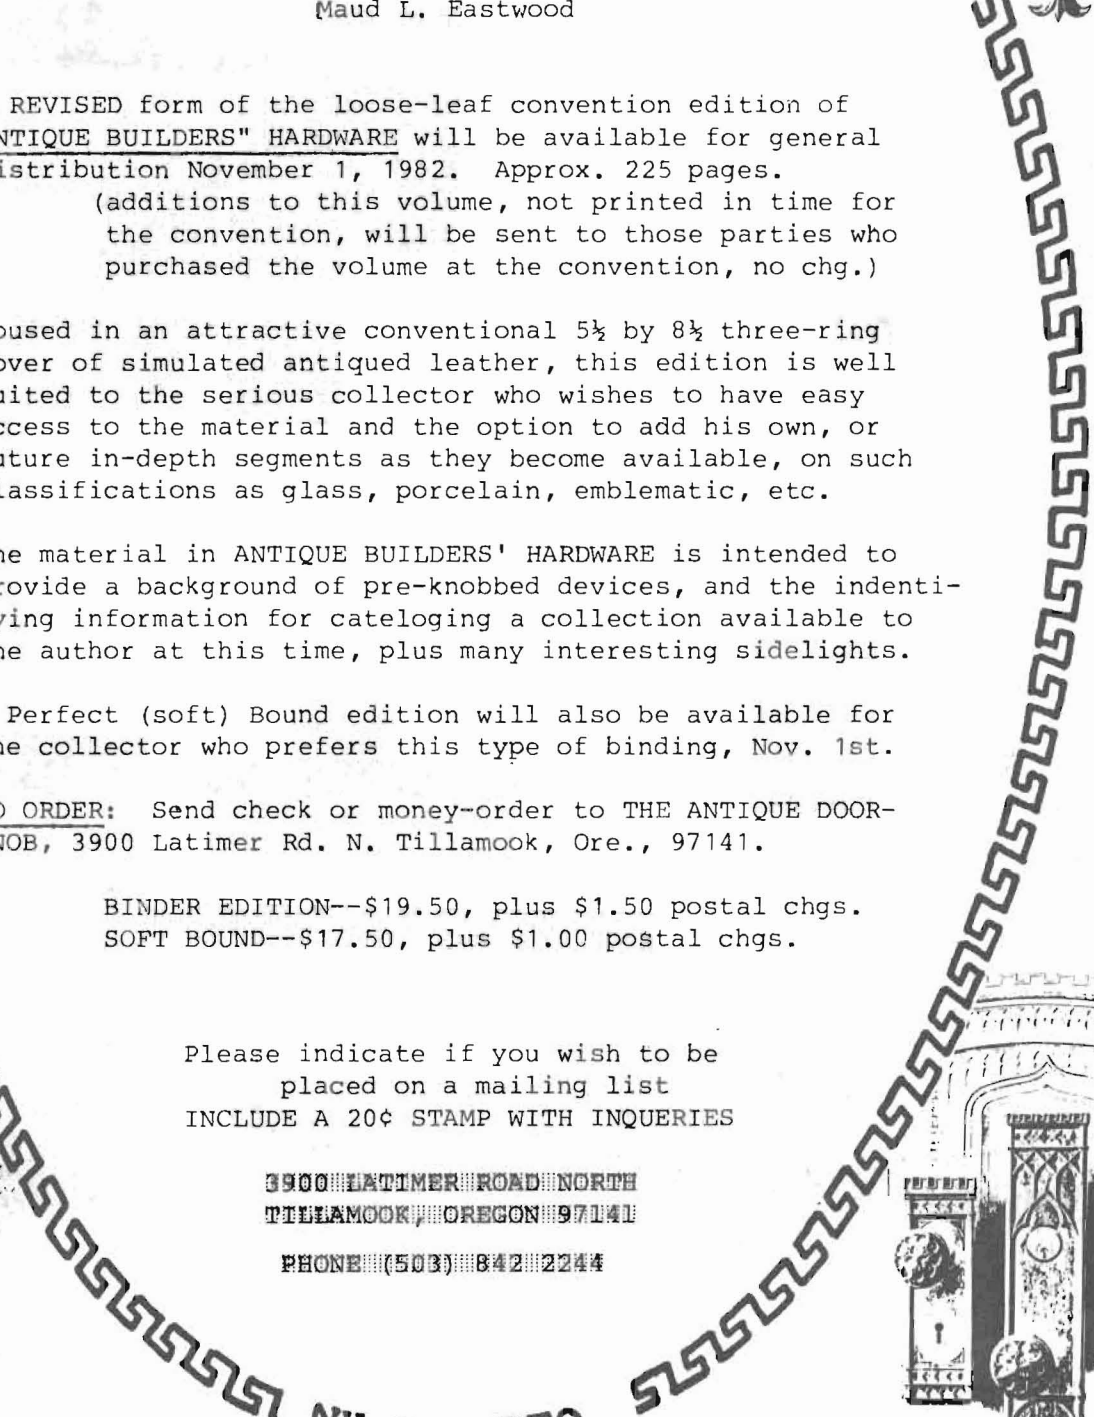 Maud L. Eastwood
REVISED form of the loose-leaf convention edition of
NTIQUE BUILDERS" HARDWARE will be available for general
istribution November 1, 1982. Approx. 225 pages.
(additions to this volume, not printed in time for
the convention, will be sent to those parties who
purchased the volume at the convention, no chg.)
oused in an attractive conventional 5½ by 8½ three-ring
over of simulated antiqued leather, this edition is well
uited to the serious collector who wishes to have easy
ccess to the material and the option to add his own, or
uture in-depth segments as they become available, on such
lassifications as glass, porcelain, emblematic, etc.
he material in ANTIQUE BUILDERS' HARDWARE is intended to
rovide a background of pre-knobbed devices, and the indenti-
ying information for cateloging a collection available to
he author at this time, plus many interesting sidelights.
Perfect (soft) Bound edition will also be available for
he collector who prefers this type of binding, Nov. 1st.
O ORDER: Send check or money-order to THE ANTIQUE DOOR-
NOB, 3900 Latimer Rd. N. Tillamook, Ore., 97141.
BINDER EDITION--$19.50, plus $1.50 postal chgs.
SOFT BOUND--$17.50, plus $1.00 postal chgs.
Please indicate if you wish to be
placed on a mailing list
INCLUDE A 20¢ STAMP WITH INQUERIES
3900 LATIMER ROAD NORTH
TILLAMOOK, OREGON 97141
PHONE (503) 842 2244